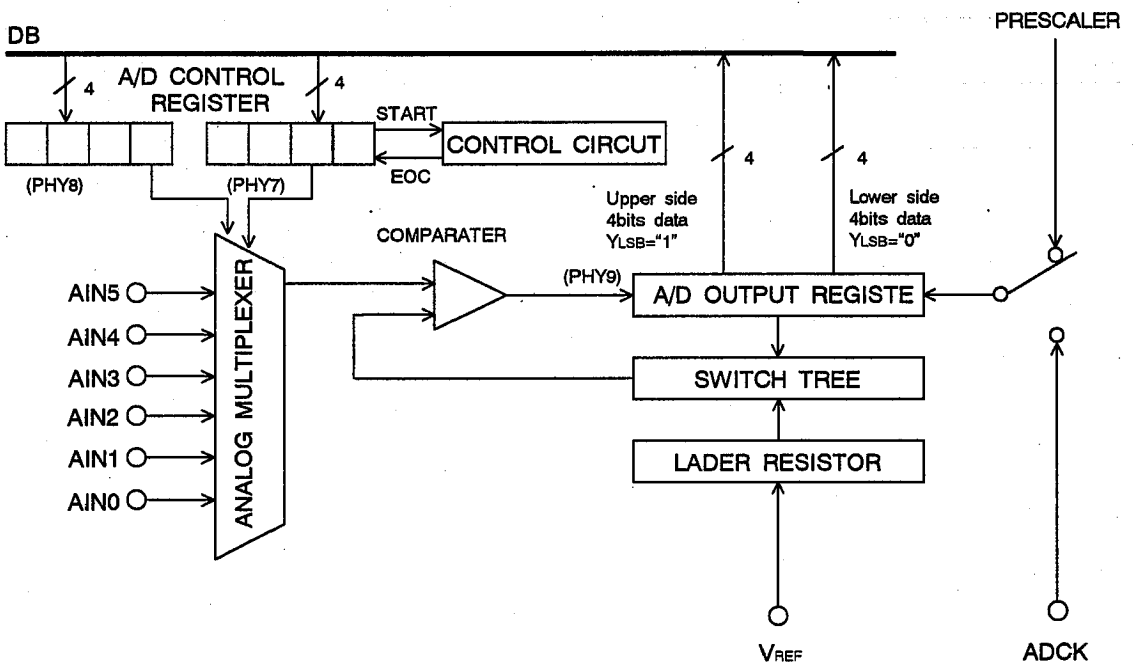 PRESCALER
DB
4
A/D CONTROL
REGISTER
4
START
CONTROL CIRCUT
EOC
4
4
(PHY8)
(PHY7)
Upper side
4bits data
YLSB="1"
Lower side
4bits data
YLSB="0"
COMPARATER
(PHY9)
A/D OUTPUT REGISTE
AIN5
AIN4
AIN3
AIN2
AIN1
AIN0
ANALOG MULTIPLEXER
SWITCH TREE
LADER RESISTOR
VREF
ADCK